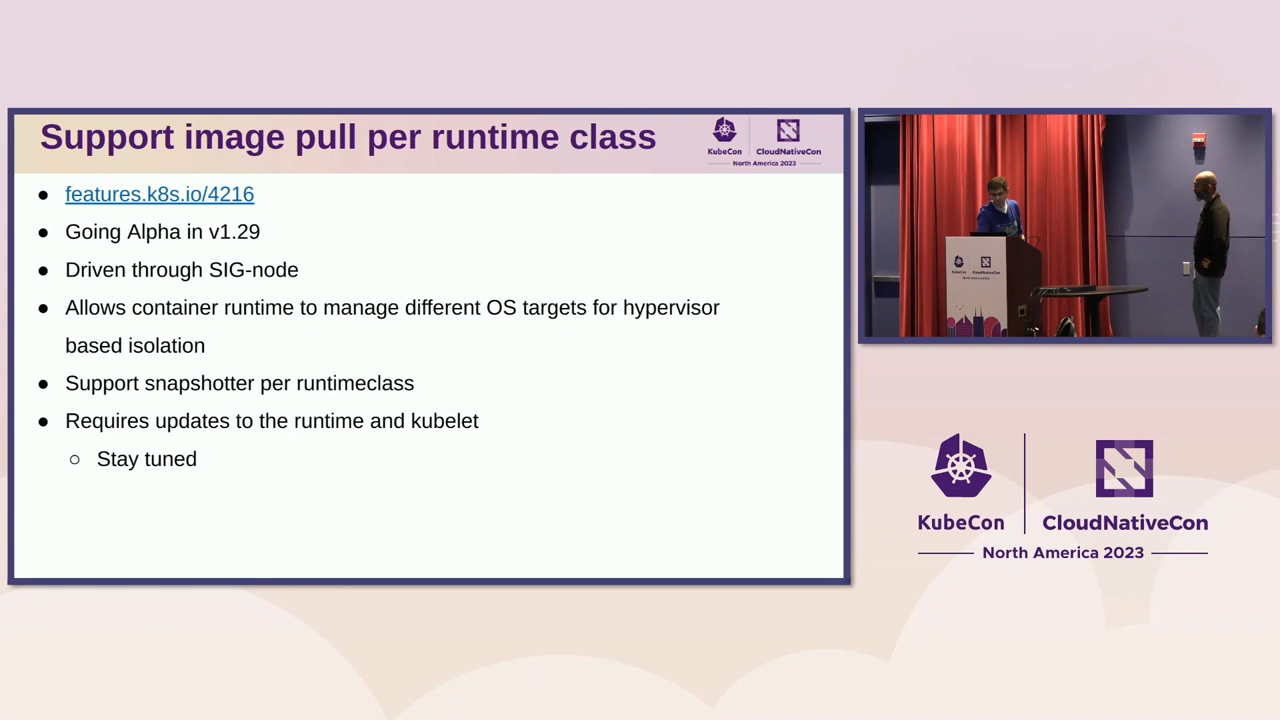 Support image pull per runtime class
KubeCon
CloudNativeCon
North America 2023
● features.k8s.io/4216
● Going Alpha in v1.29
● Driven through SIG-node
● Allows container runtime to manage different OS targets for hypervisor
based isolation
● Support snapshotter per runtimeclass
● Requires updates to the runtime and kubelet
○ Stay tuned
KubeCon
CloudNativeCon
KubeCon
CloudNativeCon
North America 2023